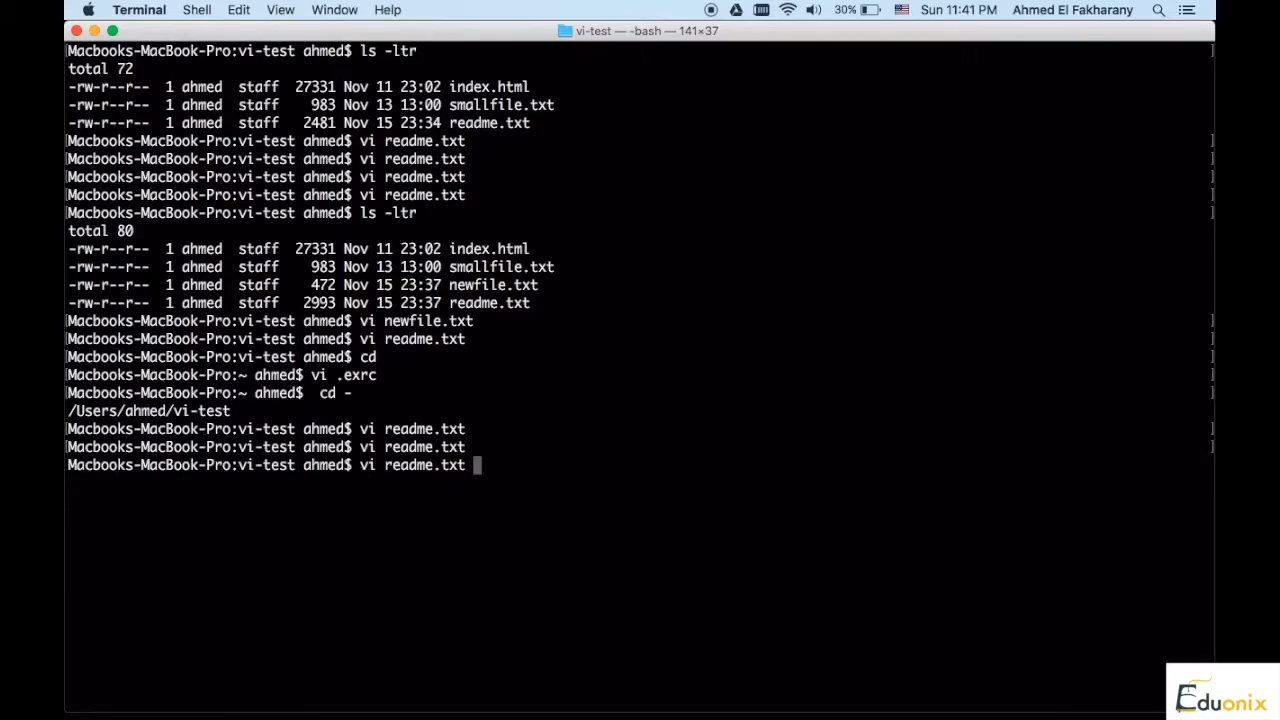 Terminal Shell Edit View Window Help 30% Sun 11:41 PM Ahmed El Fakharany
vi-test — -bash — 141×37
[Macbooks-MacBook-Pro:vi-test ahmed$ ls -ltr ]
total 72
-rw-r--r-- 1 ahmed staff 27331 Nov 11 23:02 index.html
-rw-r--r-- 1 ahmed staff 983 Nov 13 13:00 smallfile.txt
-rw-r--r-- 1 ahmed staff 2481 Nov 15 23:34 readme.txt
[Macbooks-MacBook-Pro:vi-test ahmed$ vi readme.txt ]
[Macbooks-MacBook-Pro:vi-test ahmed$ vi readme.txt ]
[Macbooks-MacBook-Pro:vi-test ahmed$ vi readme.txt ]
[Macbooks-MacBook-Pro:vi-test ahmed$ vi readme.txt ]
[Macbooks-MacBook-Pro:vi-test ahmed$ ls -ltr ]
total 80
-rw-r--r-- 1 ahmed staff 27331 Nov 11 23:02 index.html
-rw-r--r-- 1 ahmed staff 983 Nov 13 13:00 smallfile.txt
-rw-r--r-- 1 ahmed staff 472 Nov 15 23:37 newfile.txt
-rw-r--r-- 1 ahmed staff 2993 Nov 15 23:37 readme.txt
[Macbooks-MacBook-Pro:vi-test ahmed$ vi newfile.txt ]
[Macbooks-MacBook-Pro:vi-test ahmed$ vi readme.txt ]
[Macbooks-MacBook-Pro:vi-test ahmed$ cd ]
[Macbooks-MacBook-Pro:~ ahmed$ vi .exrc ]
[Macbooks-MacBook-Pro:~ ahmed$ cd - ]
/Users/ahmed/vi-test
[Macbooks-MacBook-Pro:vi-test ahmed$ vi readme.txt ]
[Macbooks-MacBook-Pro:vi-test ahmed$ vi readme.txt ]
Macbooks-MacBook-Pro:vi-test ahmed$ vi readme.txt
Eduonix